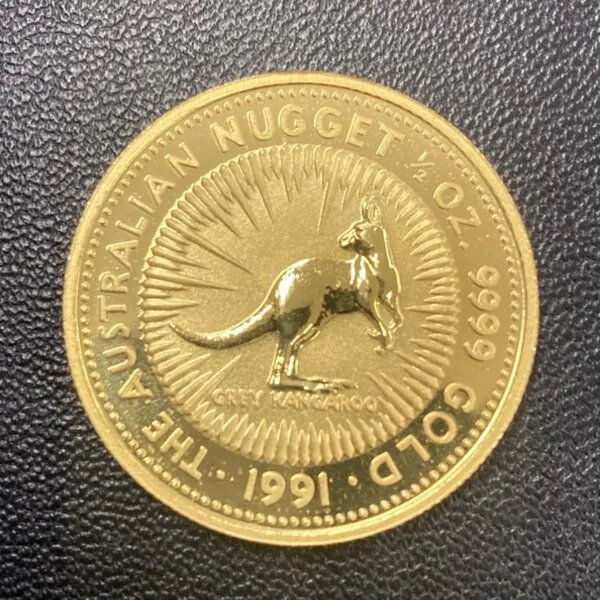 THE AUSTRALIAN NUGGET ½ OZ. 9999 GOLD
· 1991 ·
GREY KANGAROO